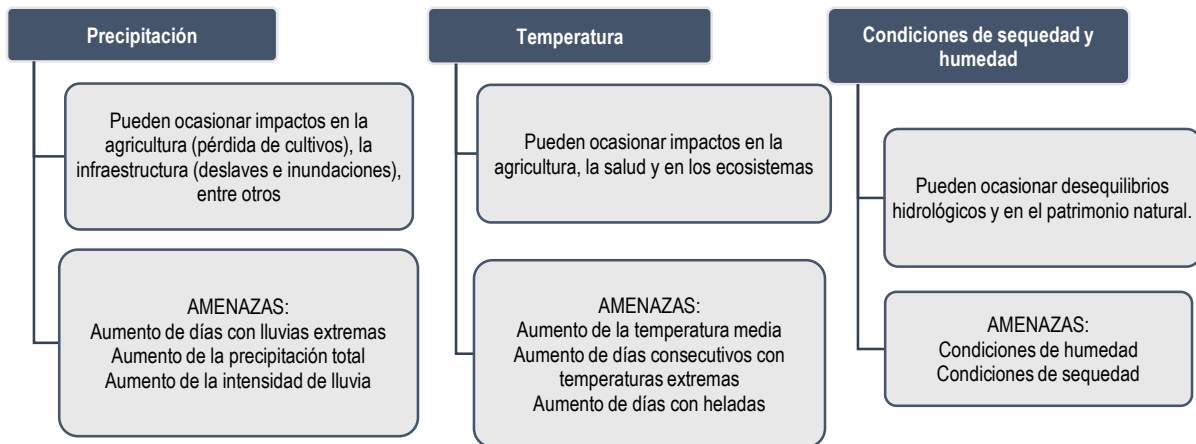 Precipitación
Pueden ocasionar impactos en la
agricultura (pérdida de cultivos), la
infraestructura (deslaves e inundaciones),
entre otros
AMENAZAS:
Aumento de días con lluvias extremas
Aumento de la precipitación total
Aumento de la intensidad de lluvia
Temperatura
Pueden ocasionar impactos en la
agricultura, la salud y en los ecosistemas
AMENAZAS:
Aumento de la temperatura media
Aumento de días consecutivos con
temperaturas extremas
Aumento de días con heladas
Condiciones de sequedad y
humedad
Pueden ocasionar desequilibrios
hidrológicos y en el patrimonio natural.
AMENAZAS:
Condiciones de humedad
Condiciones de sequedad